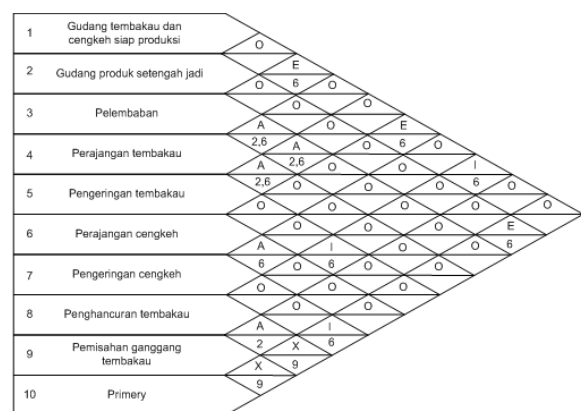 1 Gudang tembakau dan
cengkeh siap produksi
O
E
2 Gudang produk setengah jadi
O 6 O
O O
3 Pelembaban
A O E
2,6 A 6 O
4 Perajangan tembakau
A 2,6 O O I
2,6 O O O 6 O
5 Pengeringan tembakau
O O O O O
O O O E
6 Perajangan cengkeh
A I O O 6
6 O 6 O O
7 Pengeringan cengkeh
O O O
O O
8 Penghancuran tembakau
A I
2 X 6
9 Pemisahan ganggang
tembakau
X 9
9
10 Primery